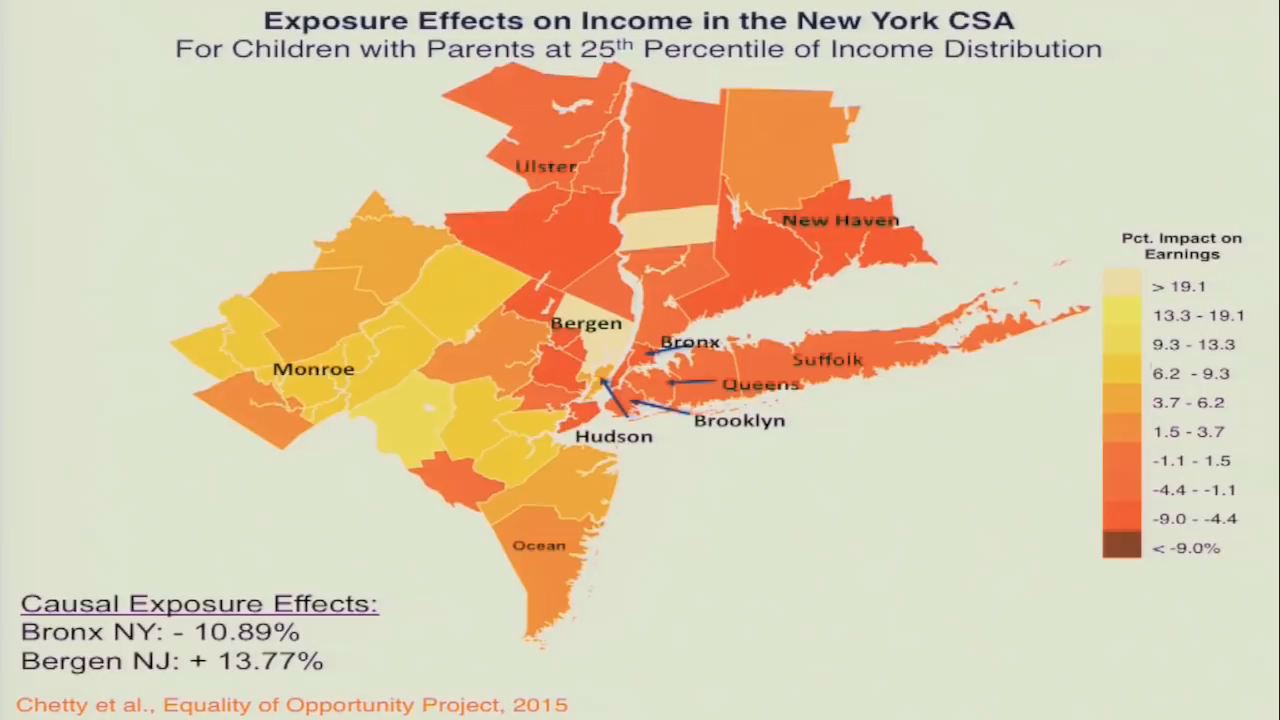 Exposure Effects on Income in the New York CSA
For Children with Parents at 25th Percentile of Income Distribution
Ulster
New Haven
Pct. Impact on
Earnings
> 19.1
13.3 - 19.1
9.3 - 13.3
6.2 - 9.3
3.7 - 6.2
1.5 - 3.7
-1.1 - 1.5
-4.4 - -1.1
-9.0 - -4.4
< -9.0%
Bergen
Bronx
Monroe
Suffolk
Queens
Brooklyn
Hudson
Ocean
Causal Exposure Effects:
Bronx NY: - 10.89%
Bergen NJ: + 13.77%
Chetty et al., Equality of Opportunity Project, 2015